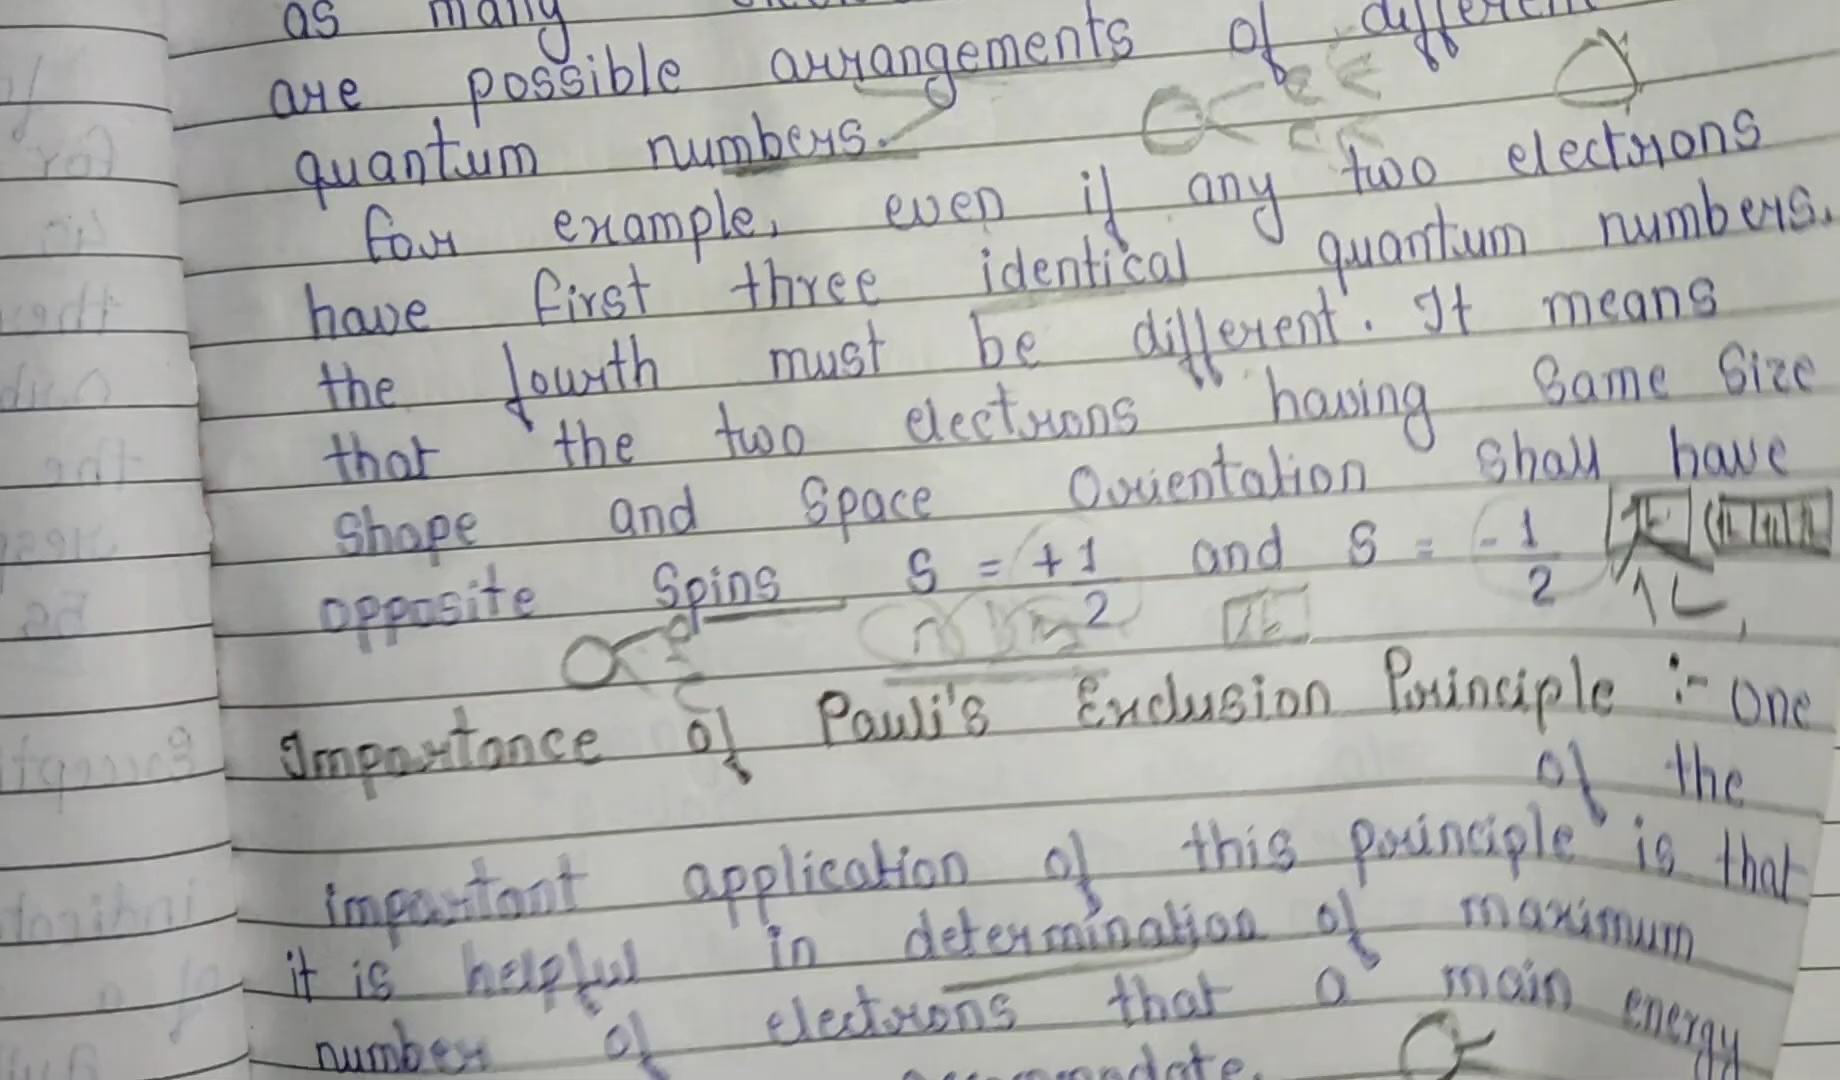 as many
are possible arrangements of different
quantum numbers.
for example, even if any two electrons
have first three identical quantum numbers.
the fourth must be different. It means
that the two electrons having same size
shape and space orientation shall have
opposite spins s = +1/2 and s = -1/2
Importance of Pauli's Exclusion Principle :- One
of the
important application of this principle is that
it is helpful in determination of maximum
number of electrons that a main energy